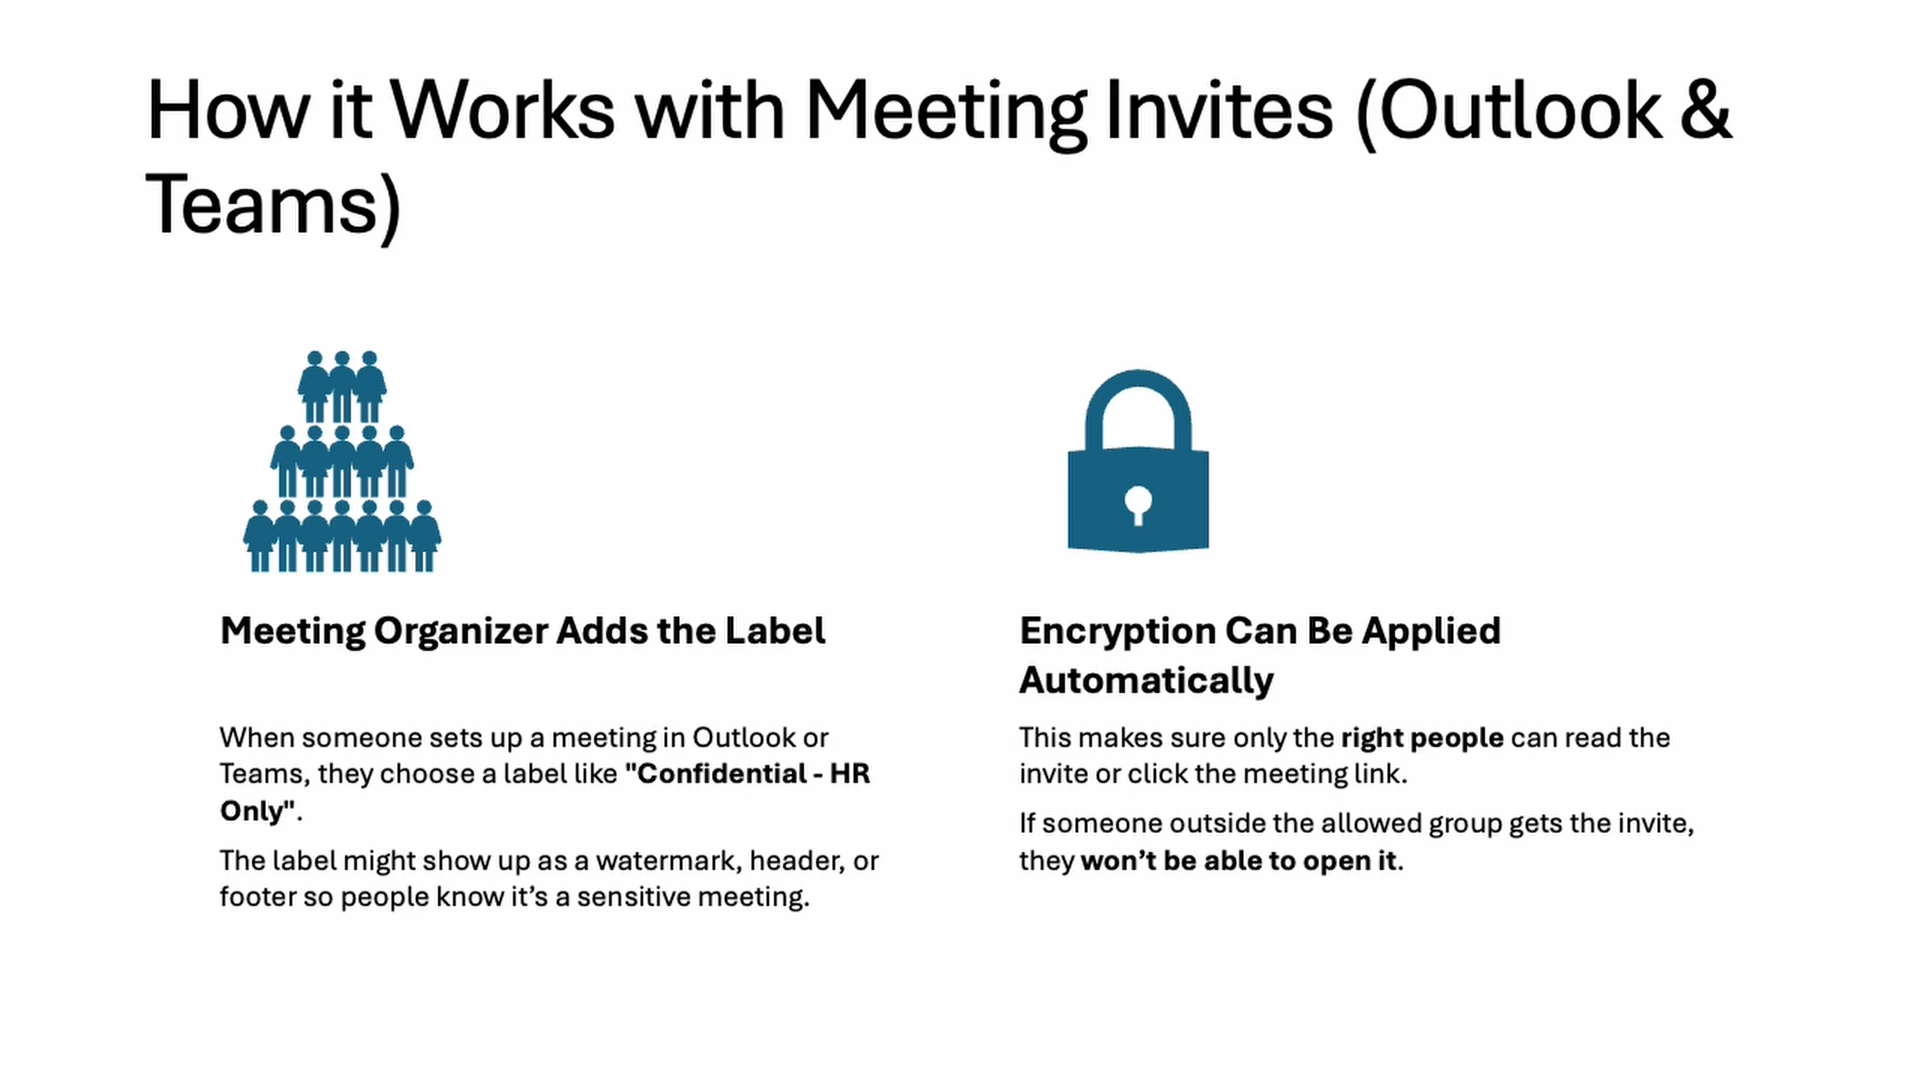 How it Works with Meeting Invites (Outlook &
Teams)
Meeting Organizer Adds the Label
When someone sets up a meeting in Outlook or
Teams, they choose a label like "Confidential - HR
Only".
The label might show up as a watermark, header, or
footer so people know it’s a sensitive meeting.
Encryption Can Be Applied
Automatically
This makes sure only the right people can read the
invite or click the meeting link.
If someone outside the allowed group gets the invite,
they won’t be able to open it.